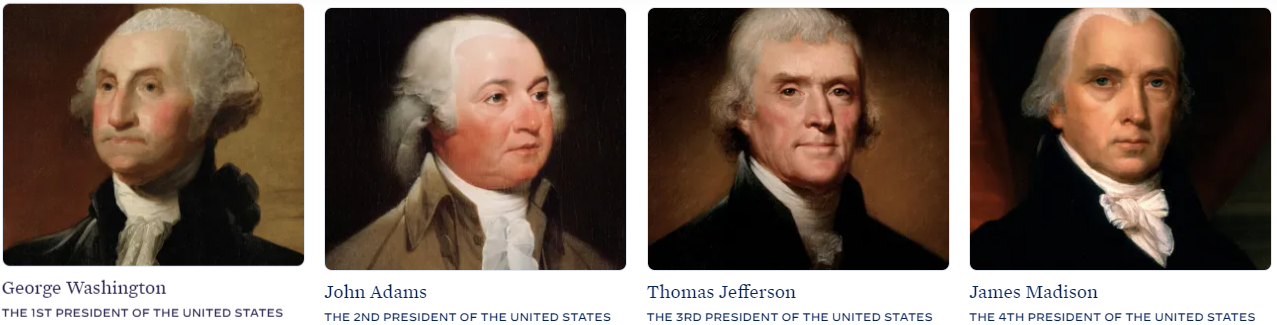 George Washington
THE 1ST PRESIDENT OF THE UNITED STATES
John Adams
THE 2ND PRESIDENT OF THE UNITED STATES
Thomas Jefferson
THE 3RD PRESIDENT OF THE UNITED STATES
James Madison
THE 4TH PRESIDENT OF THE UNITED STATES